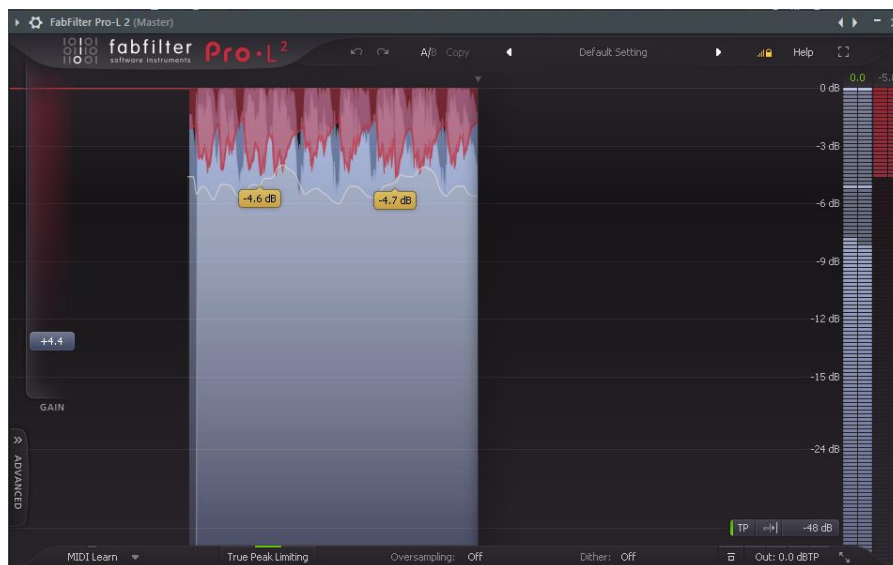 FabFilter Pro-L 2 (Master)
fabfilter Pro·L 2
software instruments
A/B Copy
Default Setting
Help
0.0
0 dB
-3 dB
-4.6 dB
-4.7 dB
-6 dB
-9 dB
-12 dB
+4.4
-15 dB
GAIN
-24 dB
ADVANCED
TP
-48 dB
MIDI Learn
True Peak Limiting
Oversampling: Off
Dither: Off
Out: 0.0 dBTP